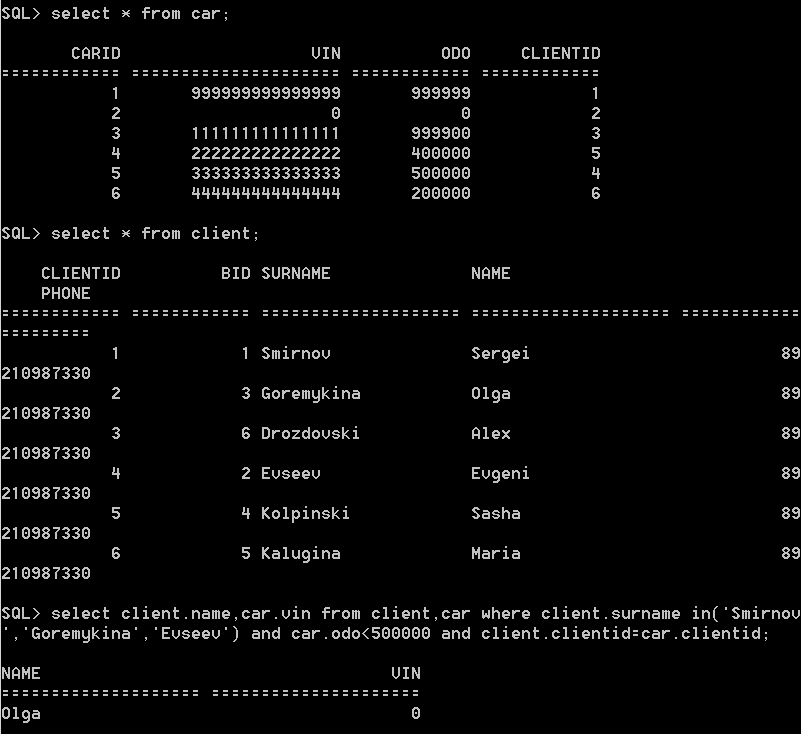 SQL> select * from car;
CARID VIN ODO CLIENTID
------------ --------------------- ------------ ------------
1 999999999999999 999999 1
2 0 0 2
3 111111111111111 999900 3
4 222222222222222 400000 5
5 333333333333333 500000 4
6 444444444444444 200000 6
SQL> select * from client;
CLIENTID BID SURNAME NAME
PHONE
------------ ------------ -------------------- -------------------- ------------
---------
1 1 Smirnov Sergei 89
210987330
2 3 Goremykina Olga 89
210987330
3 6 Drozdovski Alex 89
210987330
4 2 Evseev Evgeni 89
210987330
5 4 Kolpinski Sasha 89
210987330
6 5 Kalugina Maria 89
210987330
SQL> select client.name,car.vin from client,car where client.surname in('Smirnov
','Goremykina','Evseev') and car.odo<500000 and client.clientid=car.clientid;
NAME VIN
-------------------- ---------------------
Olga 0